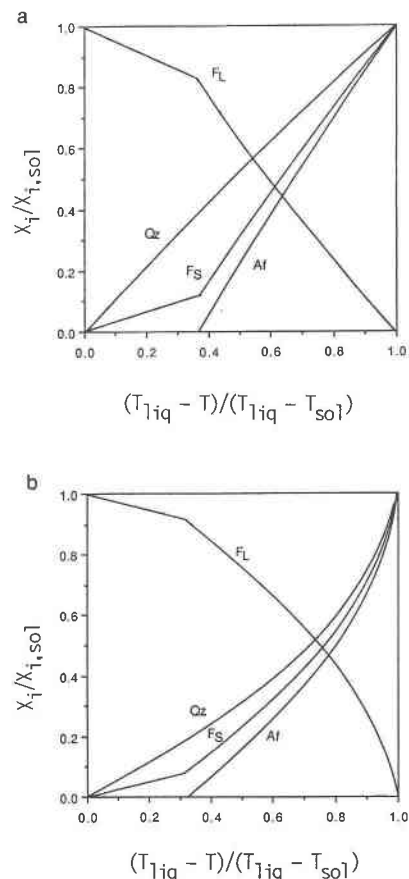 a
1.0
0.8
0.6
0.4
0.2
0.0
X_i/X_i,sol
F_L
Qz
F_S
Af
0.0 0.2 0.4 0.6 0.8 1.0
(T_liq - T)/(T_liq - T_sol)
b
1.0
0.8
0.6
0.4
0.2
0.0
X_i/X_i,sol
F_L
Qz
F_S
Af
0.0 0.2 0.4 0.6 0.8 1.0
(T_liq - T)/(T_liq - T_sol)